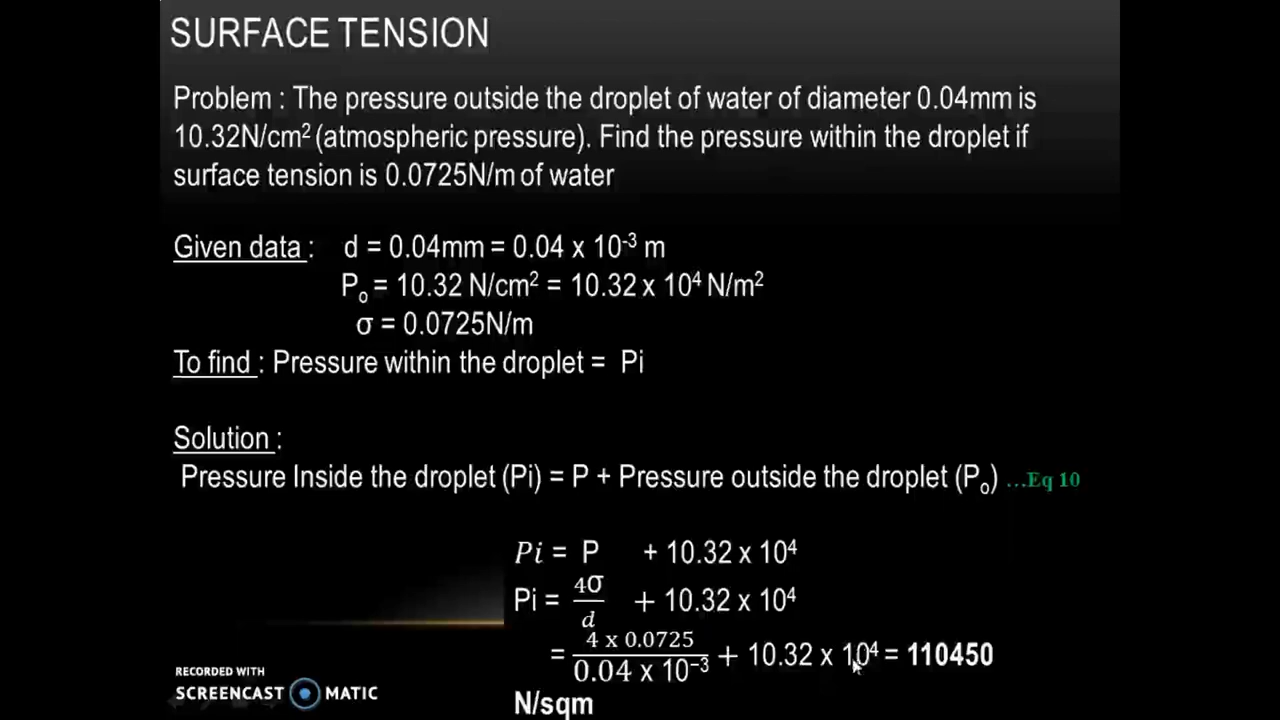 SURFACE TENSION
Problem : The pressure outside the droplet of water of diameter 0.04mm is
10.32N/cm² (atmospheric pressure). Find the pressure within the droplet if
surface tension is 0.0725N/m of water
Given data : d = 0.04mm = 0.04 x 10⁻³ m
Pₒ = 10.32 N/cm² = 10.32 x 10⁴ N/m²
σ = 0.0725N/m
To find : Pressure within the droplet = Pi
Solution :
Pressure Inside the droplet (Pi) = P + Pressure outside the droplet (Pₒ) ...Eq 10
Pi = P + 10.32 x 10⁴
Pi = 4σ/d + 10.32 x 10⁴
= 4 x 0.0725/0.04 x 10⁻³ + 10.32 x 10⁴ = 110450
N/sqm
RECORDED WITH
SCREENCAST MATIC